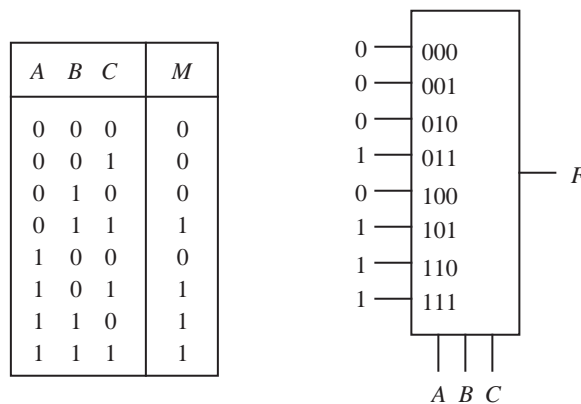 A B C M
0 0 0 0
0 0 1 0
0 1 0 0
0 1 1 1
1 0 0 0
1 0 1 1
1 1 0 1
1 1 1 1
0 000
0 001
0 010
1 011
0 100
1 101
1 110
1 111
F
A B C